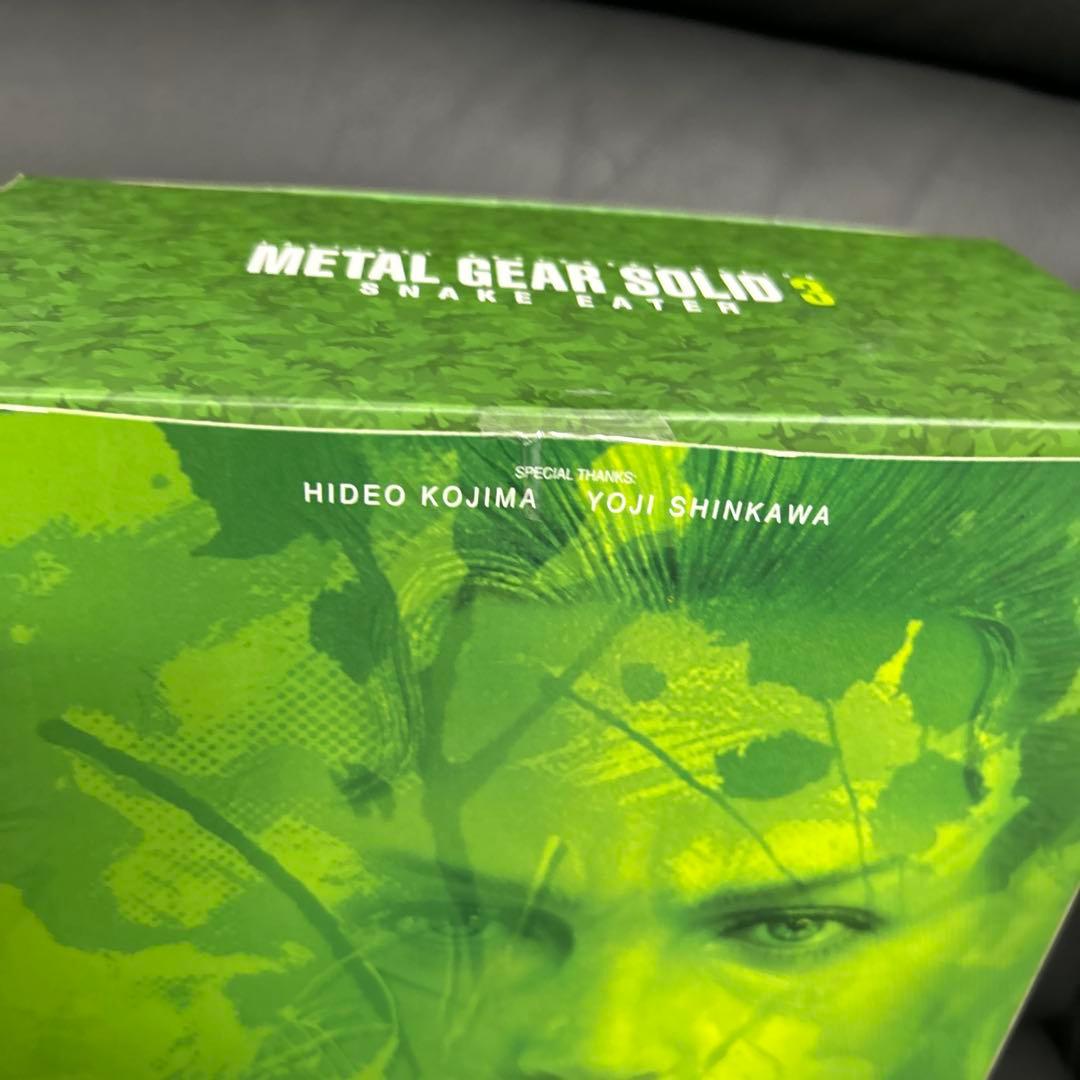 METAL GEAR SOLID 3
SNAKE EATER
SPECIAL THANKS:
HIDEO KOJIMA YOJI SHINKAWA